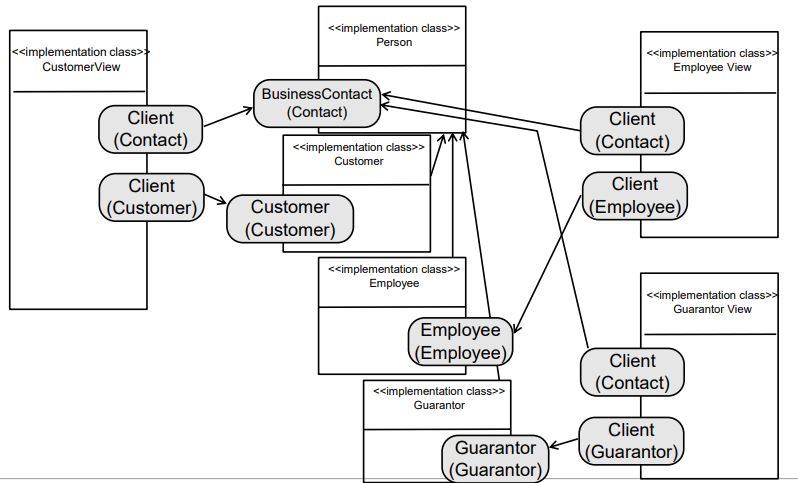 <<implementation class>>
CustomerView
Client
(Contact)
Client
(Customer)
<<implementation class>>
Person
BusinessContact
(Contact)
<<implementation class>>
Customer
Customer
(Customer)
<<implementation class>>
Employee
Employee
(Employee)
<<implementation class>>
Guarantor
Guarantor
(Guarantor)
<<implementation class>>
Employee View
Client
(Contact)
Client
(Employee)
<<implementation class>>
Guarantor View
Client
(Contact)
Client
(Guarantor)